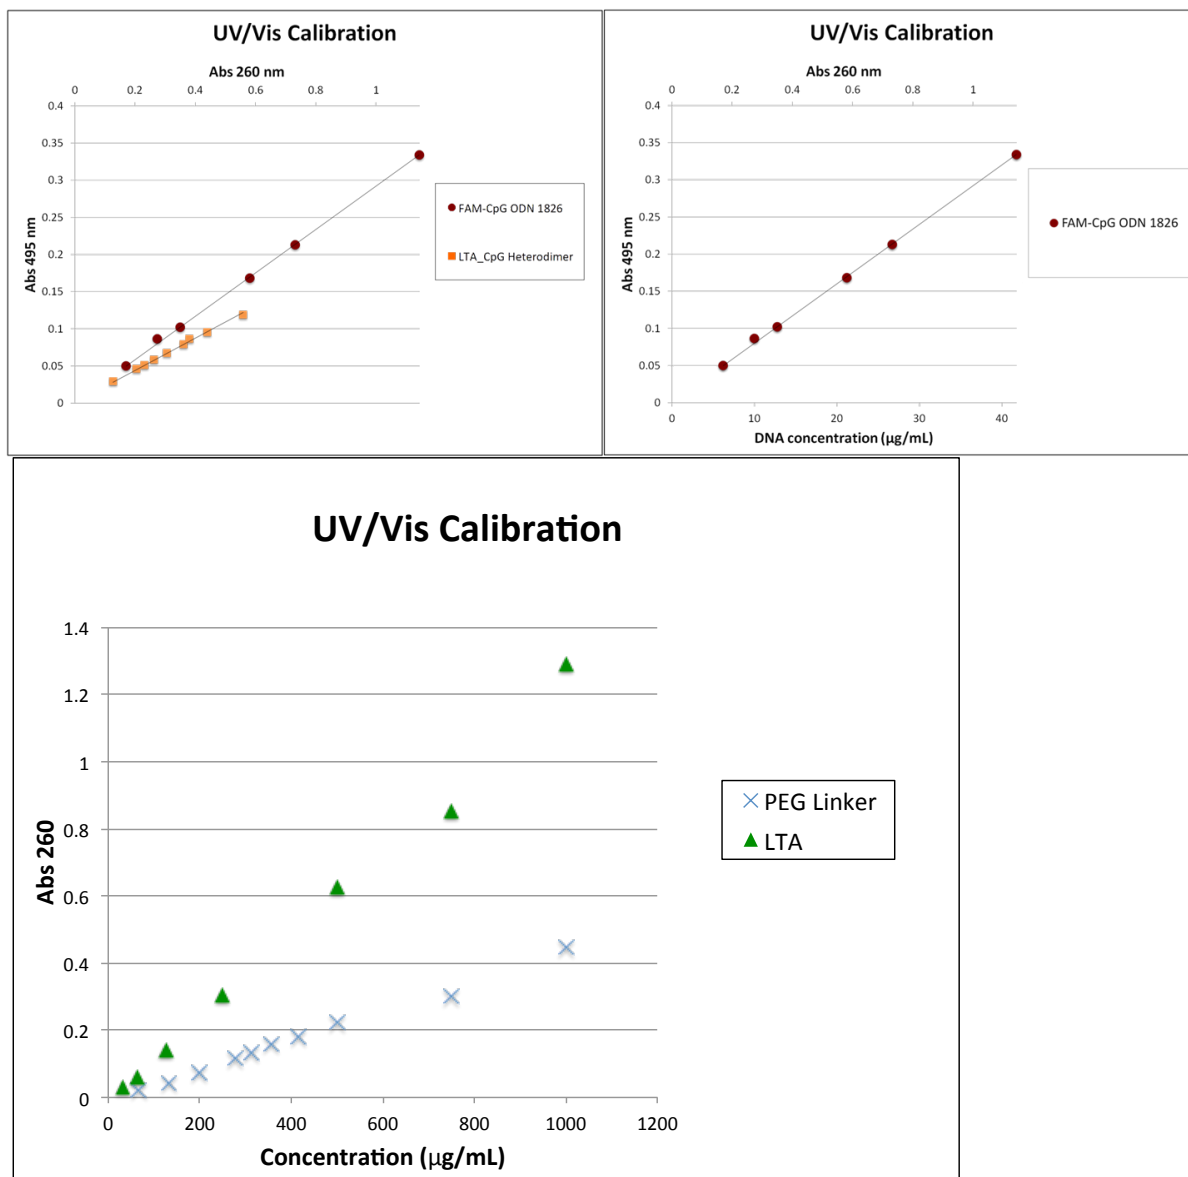 UV/Vis Calibration
Abs 260 nm
0 0.2 0.4 0.6 0.8 1
0.4
0.35
0.3
0.25
0.2
0.15
0.1
0.05
0
Abs 495 nm
FAM-CpG ODN 1826
LTA_CpG Heterodimer
UV/Vis Calibration
Abs 260 nm
0 0.2 0.4 0.6 0.8 1
0.4
0.35
0.3
0.25
0.2
0.15
0.1
0.05
0
Abs 495 nm
0 10 20 30 40
DNA concentration (µg/mL)
FAM-CpG ODN 1826
UV/Vis Calibration
1.4
1.2
1
0.8
0.6
0.4
0.2
0
Abs 260
0 200 400 600 800 1000 1200
Concentration (µg/mL)
PEG Linker
LTA